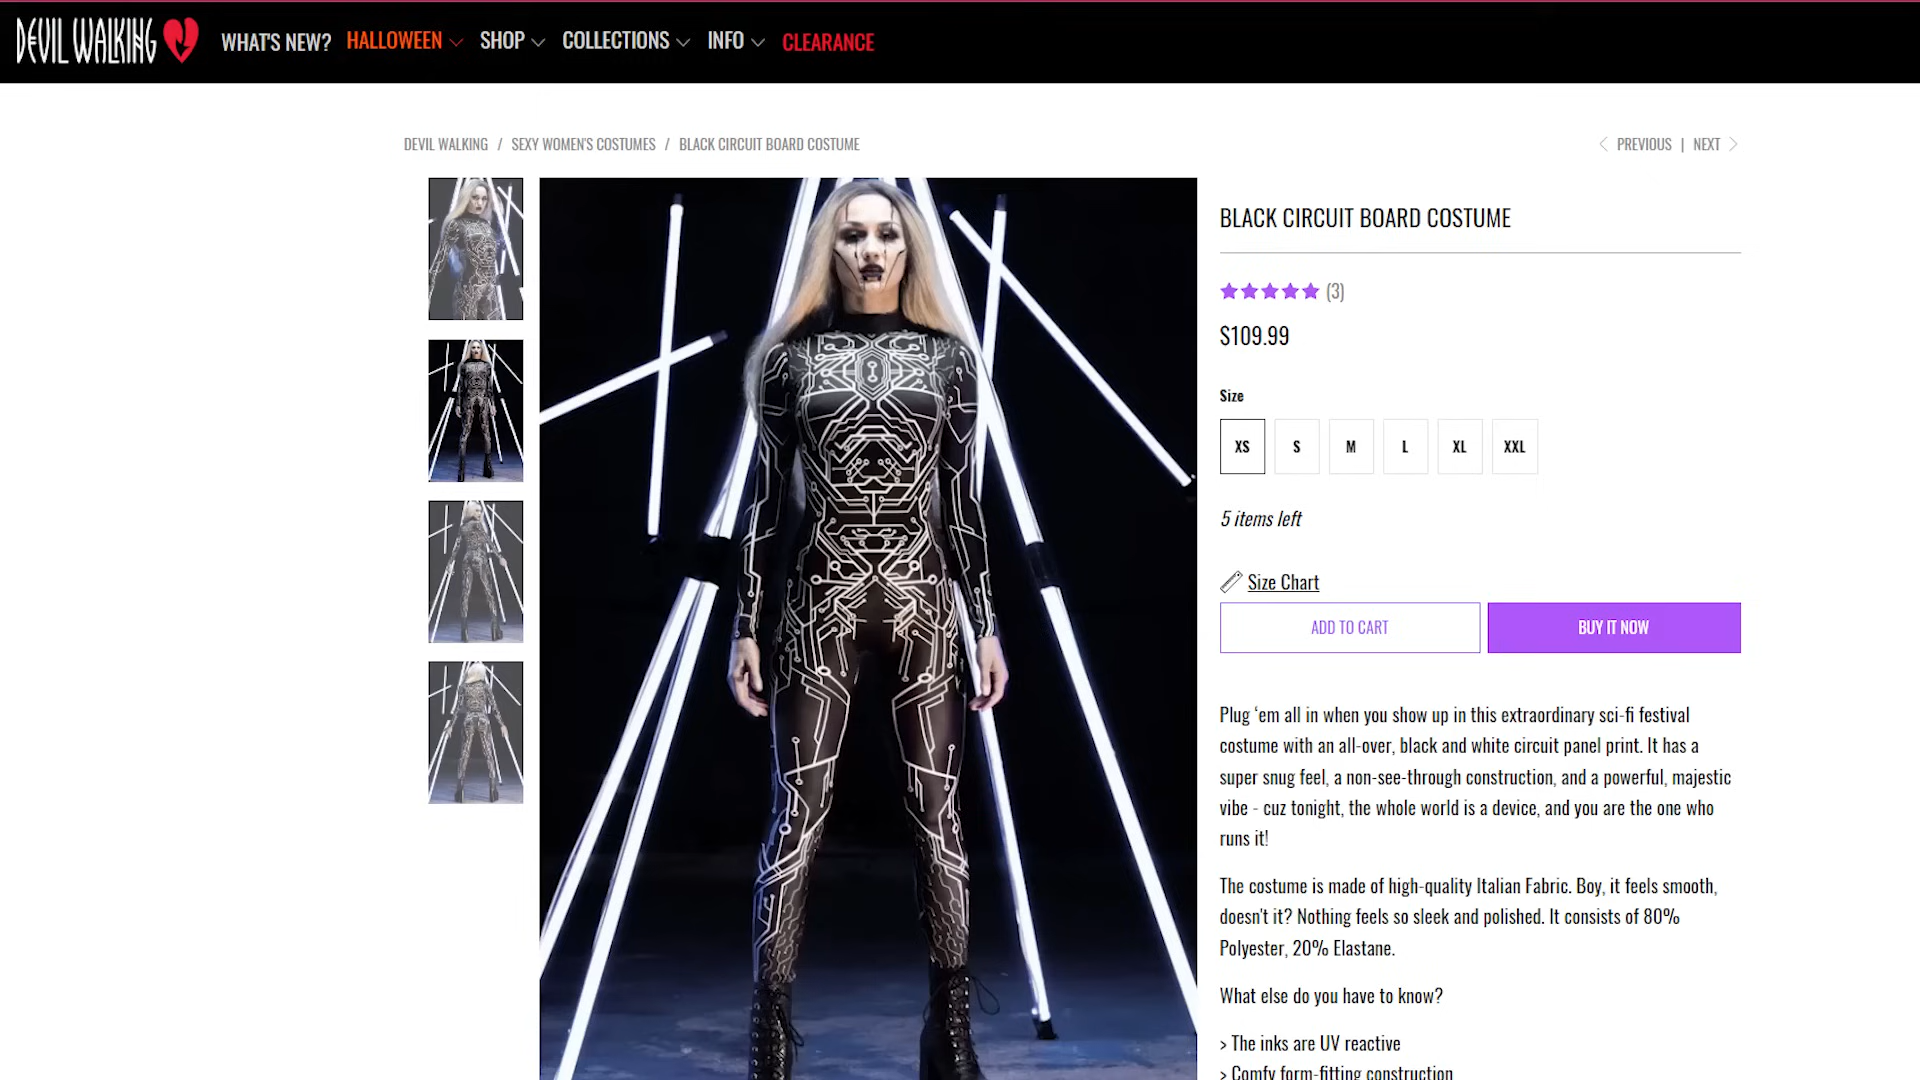 DEVIL WALKING
WHAT'S NEW? HALLOWEEN SHOP COLLECTIONS INFO CLEARANCE
DEVIL WALKING / SEXY WOMEN'S COSTUMES / BLACK CIRCUIT BOARD COSTUME
PREVIOUS | NEXT
BLACK CIRCUIT BOARD COSTUME
(3)
$109.99
Size
XS S M L XL XXL
5 items left
Size Chart
ADD TO CART BUY IT NOW
Plug ‘em all in when you show up in this extraordinary sci-fi festival
costume with an all-over, black and white circuit panel print. It has a
super snug feel, a non-see-through construction, and a powerful, majestic
vibe - cuz tonight, the whole world is a device, and you are the one who
runs it!
The costume is made of high-quality Italian Fabric. Boy, it feels smooth,
doesn't it? Nothing feels so sleek and polished. It consists of 80%
Polyester, 20% Elastane.
What else do you have to know?
> The inks are UV reactive
> Comfy form-fitting construction